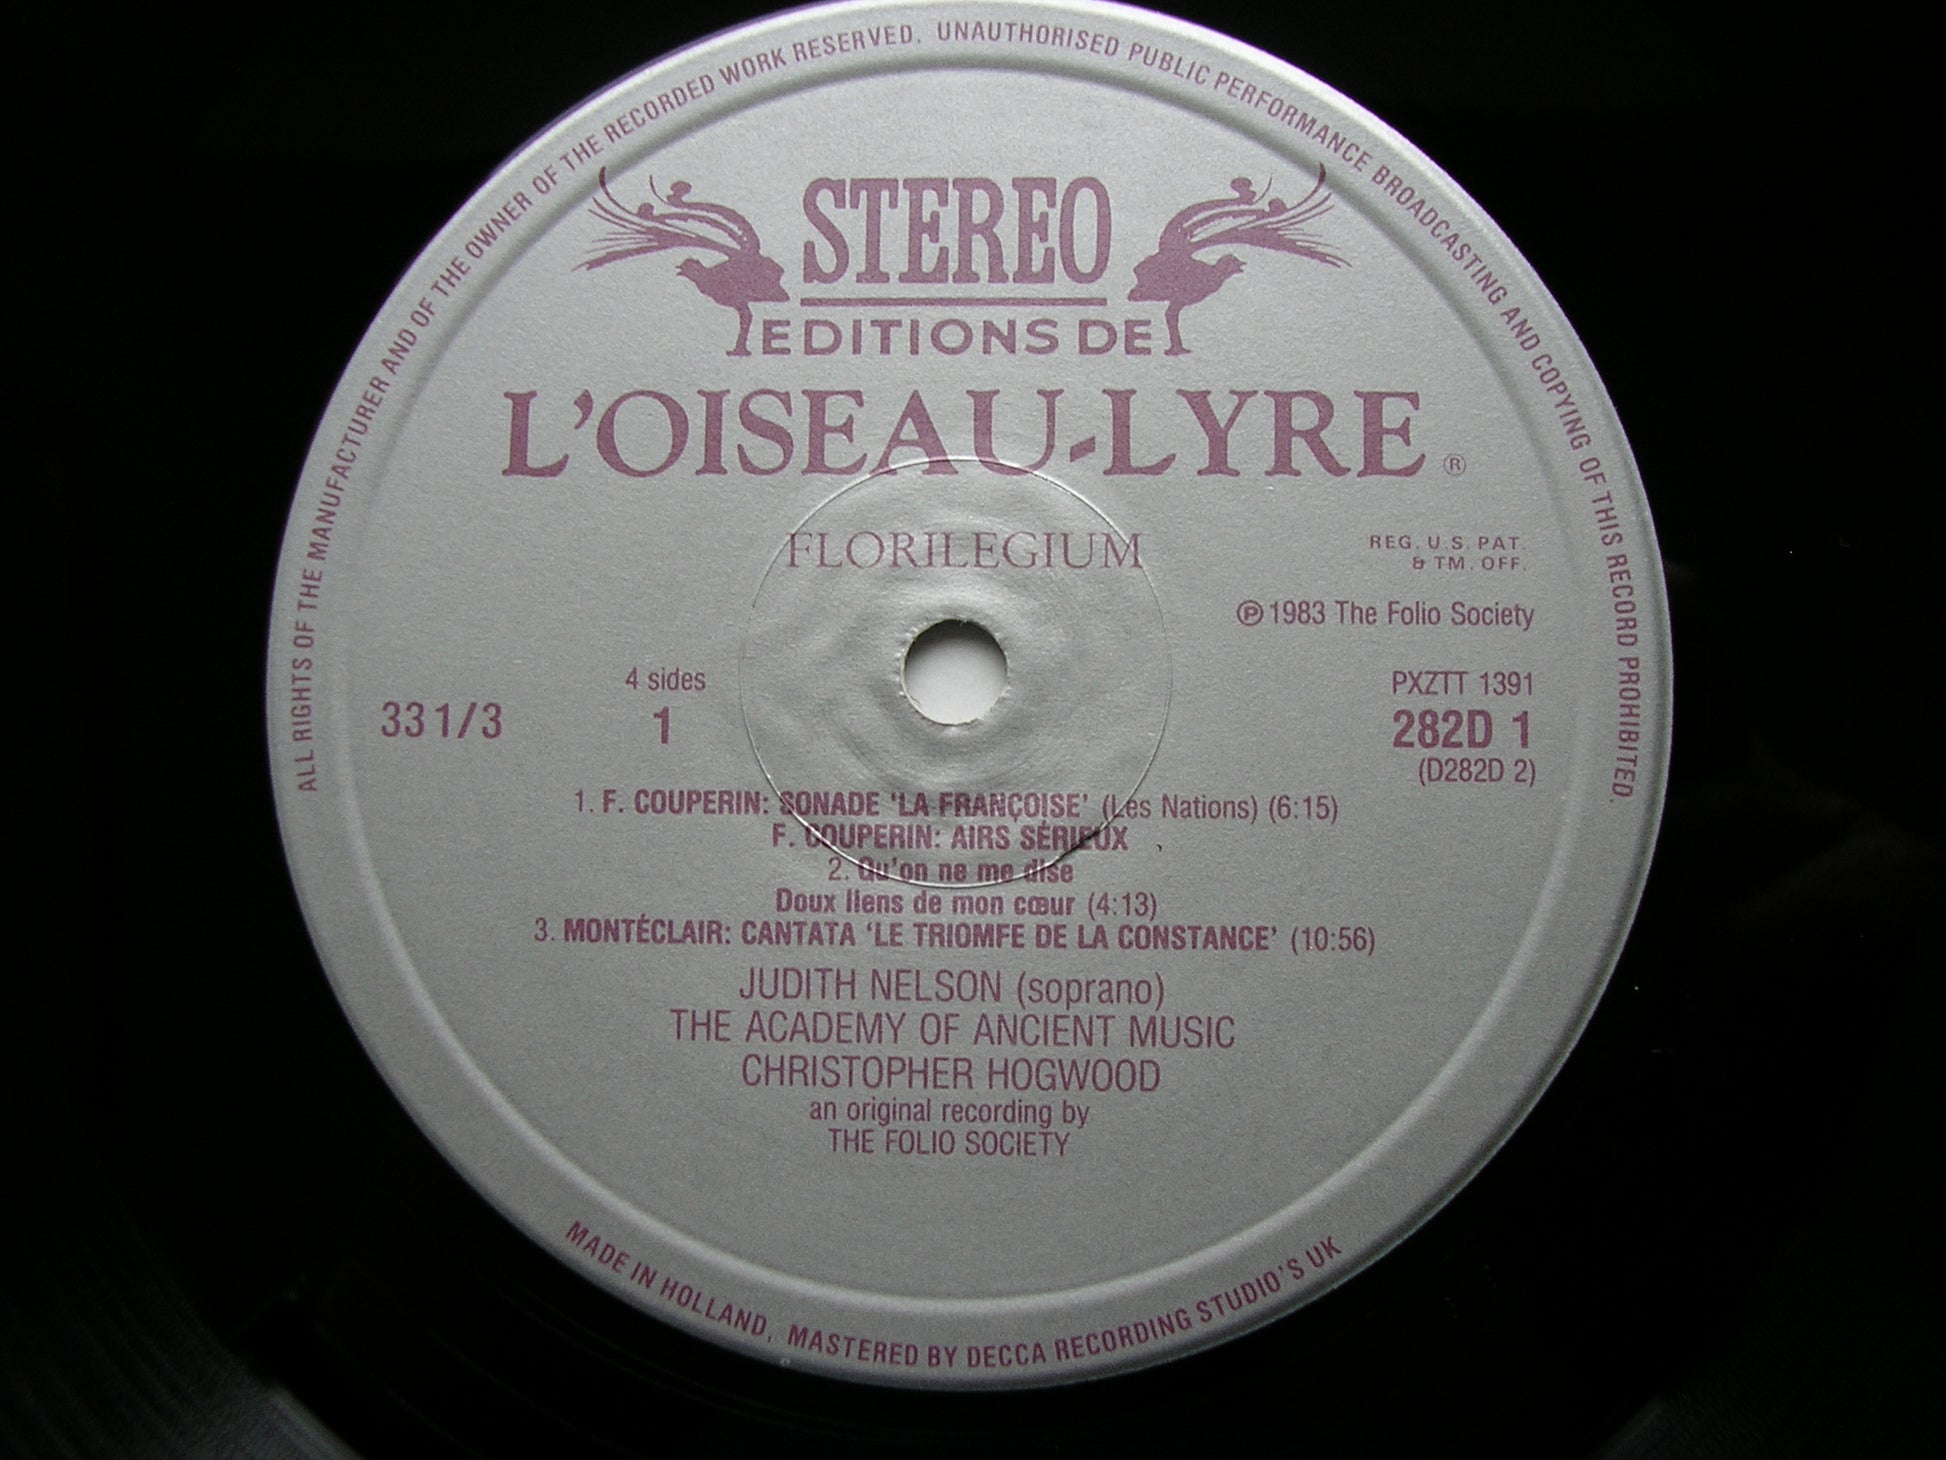 ALL RIGHTS OF THE MANUFACTURER AND OF THE OWNER OF THE RECORDED WORK RESERVED. UNAUTHORISED PUBLIC PERFORMANCE BROADCASTING AND COPYING OF THIS RECORD PROHIBITED.
STEREO
EDITIONS DE
L'OISEAU-LYRE ®
FLORILEGIUM
REG. U.S. PAT.
& TM. OFF.
℗ 1983 The Folio Society
4 sides
1
33 1/3
PXZTT 1391
282D 1
(D282D 2)
1. F. COUPERIN: SONADE 'LA FRANÇOISE' (Les Nations) (6:15)
F. COUPERIN: AIRS SÉRIEUX
2. Qu'on ne me dise
Doux liens de mon cœur (4:13)
3. MONTÉCLAIR: CANTATA 'LE TRIOMFE DE LA CONSTANCE' (10:56)
JUDITH NELSON (soprano)
THE ACADEMY OF ANCIENT MUSIC
CHRISTOPHER HOGWOOD
an original recording by
THE FOLIO SOCIETY
MADE IN HOLLAND, MASTERED BY DECCA RECORDING STUDIO'S UK